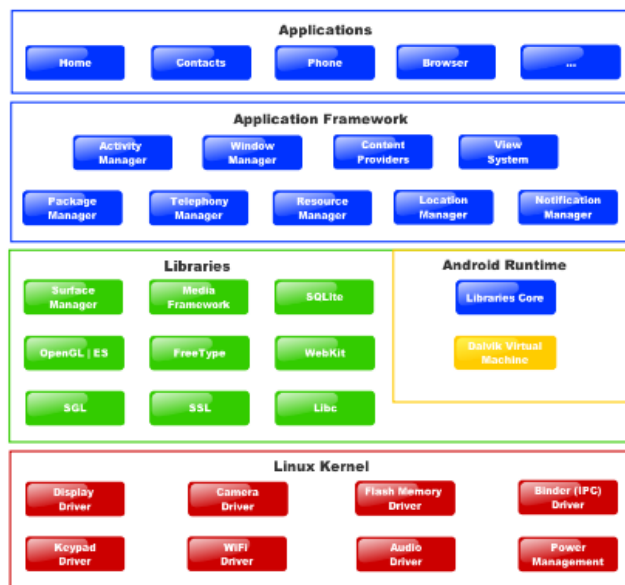 Applications
Home
Contacts
Phone
Browser
...
Application Framework
Activity
Manager
Window
Manager
Content
Providers
View
System
Package
Manager
Telephony
Manager
Resource
Manager
Location
Manager
Notification
Manager
Libraries
Surface
Manager
Media
Framework
SQLite
OpenGL | ES
FreeType
WebKit
SGL
SSL
Libc
Android Runtime
Libraries Core
Dalvik Virtual
Machine
Linux Kernel
Display
Driver
Camera
Driver
Flash Memory
Driver
Binder (IPC)
Driver
Keypad
Driver
WiFi
Driver
Audio
Driver
Power
Management